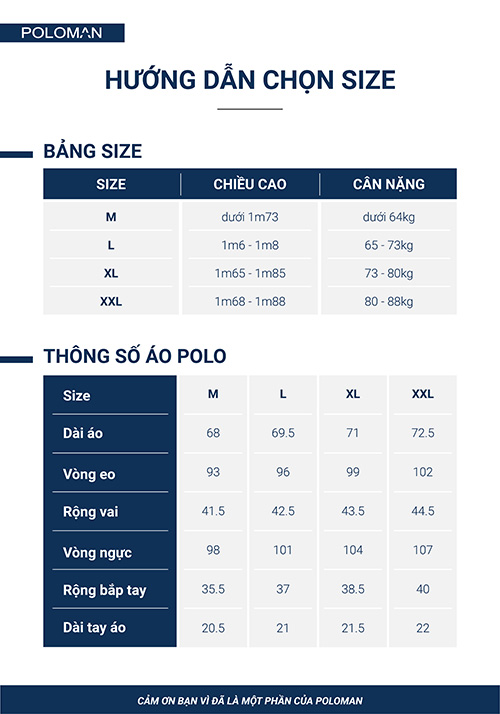 POLOMAN
HƯỚNG DẪN CHỌN SIZE
BẢNG SIZE
SIZE CHIỀU CAO CÂN NẶNG
M dưới 1m73 dưới 64kg
L 1m6 - 1m8 65 - 73kg
XL 1m65 - 1m85 73 - 80kg
XXL 1m68 - 1m88 80 - 88kg
THÔNG SỐ ÁO POLO
Size M L XL XXL
Dài áo 68 69.5 71 72.5
Vòng eo 93 96 99 102
Rộng vai 41.5 42.5 43.5 44.5
Vòng ngực 98 101 104 107
Rộng bắp tay 35.5 37 38.5 40
Dài tay áo 20.5 21 21.5 22
CẢM ƠN BẠN VÌ ĐÃ LÀ MỘT PHẦN CỦA POLOMAN